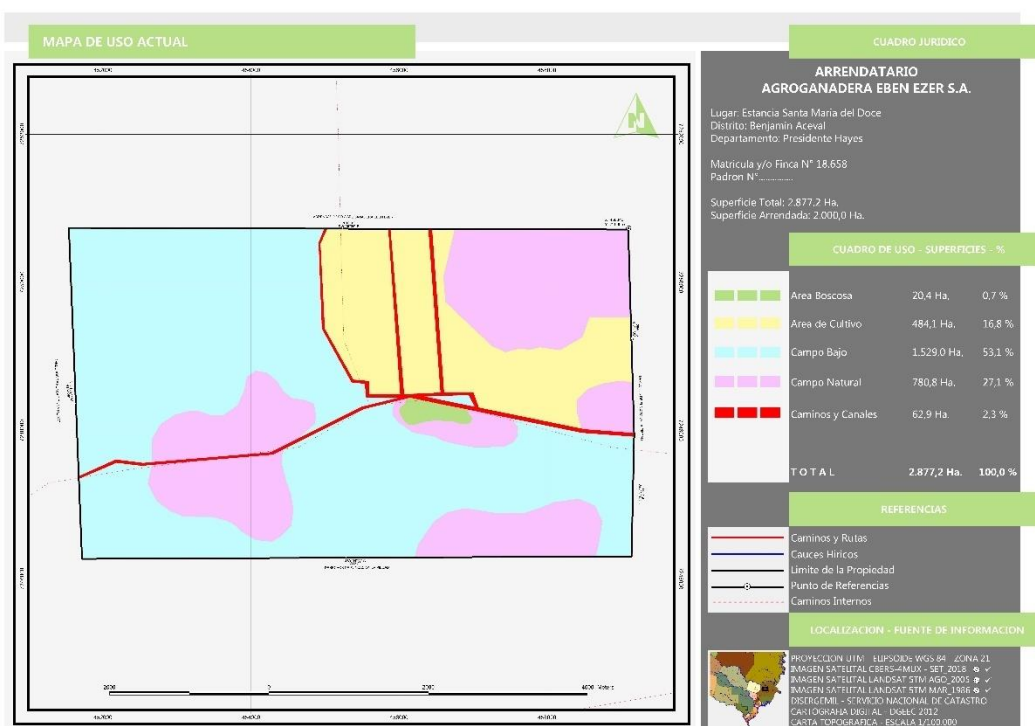 MAPA DE USO ACTUAL
CUADRO JURIDICO
ARRENDATARIO
AGROGANADERA EBEN EZER S.A.
Lugar: Estancia Santa María del Doce
Distrito: Benjamín Aceval
Departamento: Presidente Hayes
Matricula y/o Finca N° 18.658
Padron N°..............
Superficie Total: 2.877,2 Ha.
Superficie Arrendada: 2.000,0 Ha.
CUADRO DE USO - SUPERFICIES - %
Area Boscosa 20,4 Ha. 0,7 %
Area de Cultivo 484,1 Ha. 16,8 %
Campo Bajo 1.529.0 Ha. 53,1 %
Campo Natural 780,8 Ha. 27,1 %
Caminos y Canales 62,9 Ha. 2,3 %
T O T A L 2.877,2 Ha. 100,0 %
REFERENCIAS
Caminos y Rutas
Cauces Hiricos
Limite de la Propiedad
Punto de Referencias
Caminos Internos
LOCALIZACION - FUENTE DE INFORMACION
PROYECCION UTM ELIPSOIDE WGS 84 ZONA 21
IMAGEN SATELITAL CBERS-4MUX - SET_2018
IMAGEN SATELITAL LANDSAT 5TM AGO_2005
IMAGEN SATELITAL LANDSAT 5TM MAR_1986
DISERGEMIL - SERVICIO NACIONAL DE CATASTRO
CARTOGRAFIA DIGITAL - DGEEC 2012
CARTA TOPOGRAFICA - ESCALA 1/100.000
N
2000 0 2000 4000 Meters